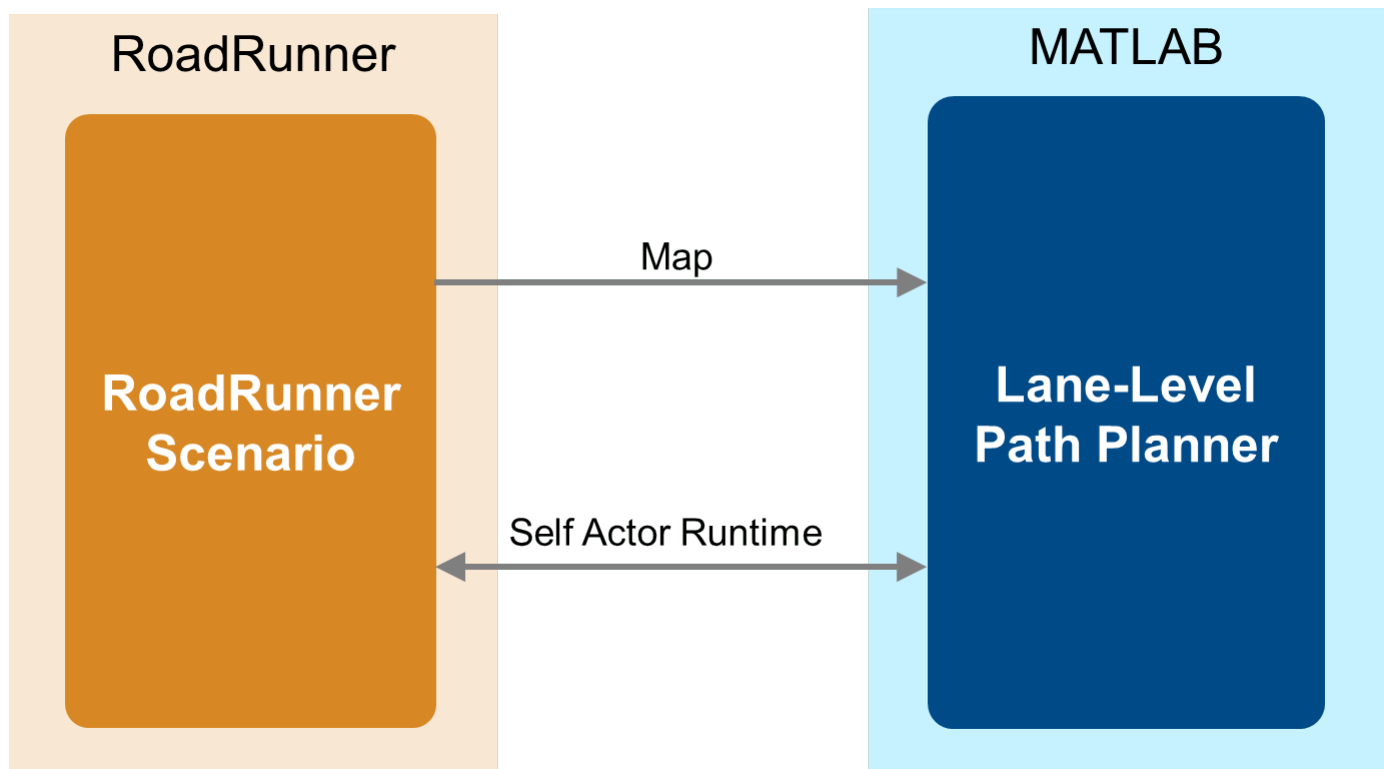 RoadRunner
MATLAB
Map
RoadRunner
Scenario
Lane-Level
Path Planner
Self Actor Runtime